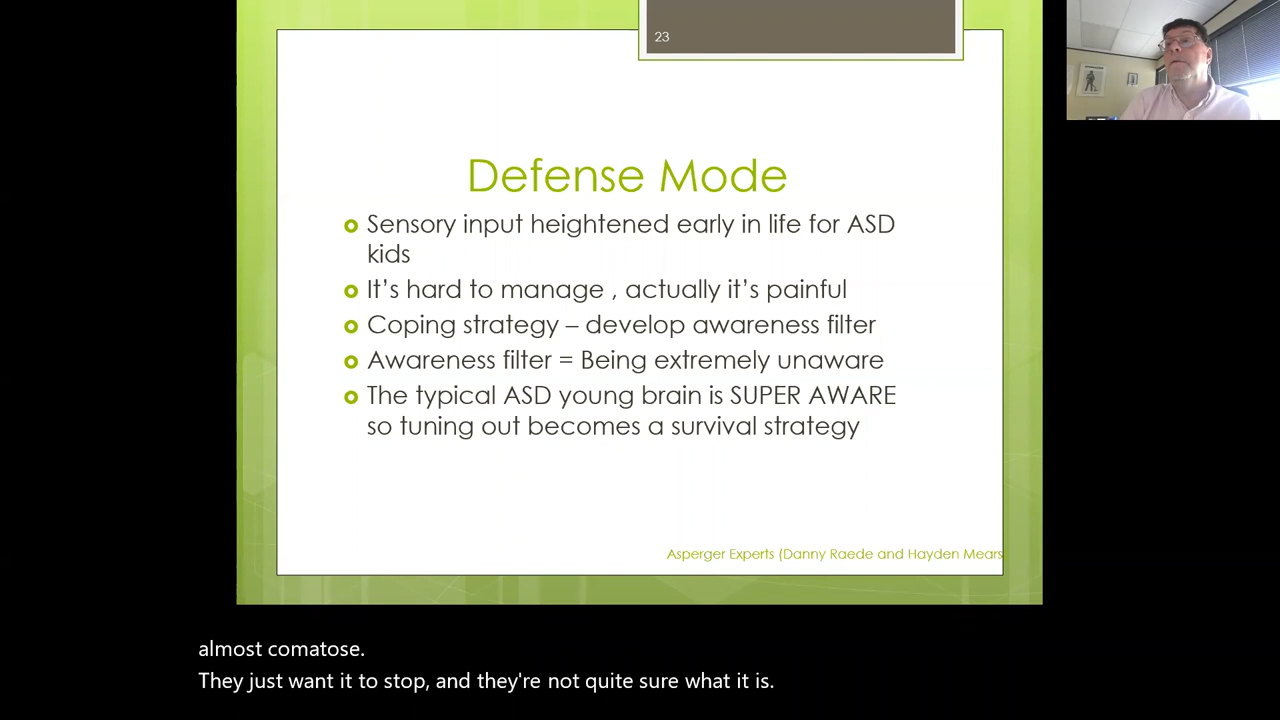 23
Defense Mode
Sensory input heightened early in life for ASD
kids
It’s hard to manage , actually it’s painful
Coping strategy – develop awareness filter
Awareness filter = Being extremely unaware
The typical ASD young brain is SUPER AWARE
so tuning out becomes a survival strategy
Asperger Experts (Danny Raede and Hayden Mears
almost comatose.
They just want it to stop, and they're not quite sure what it is.